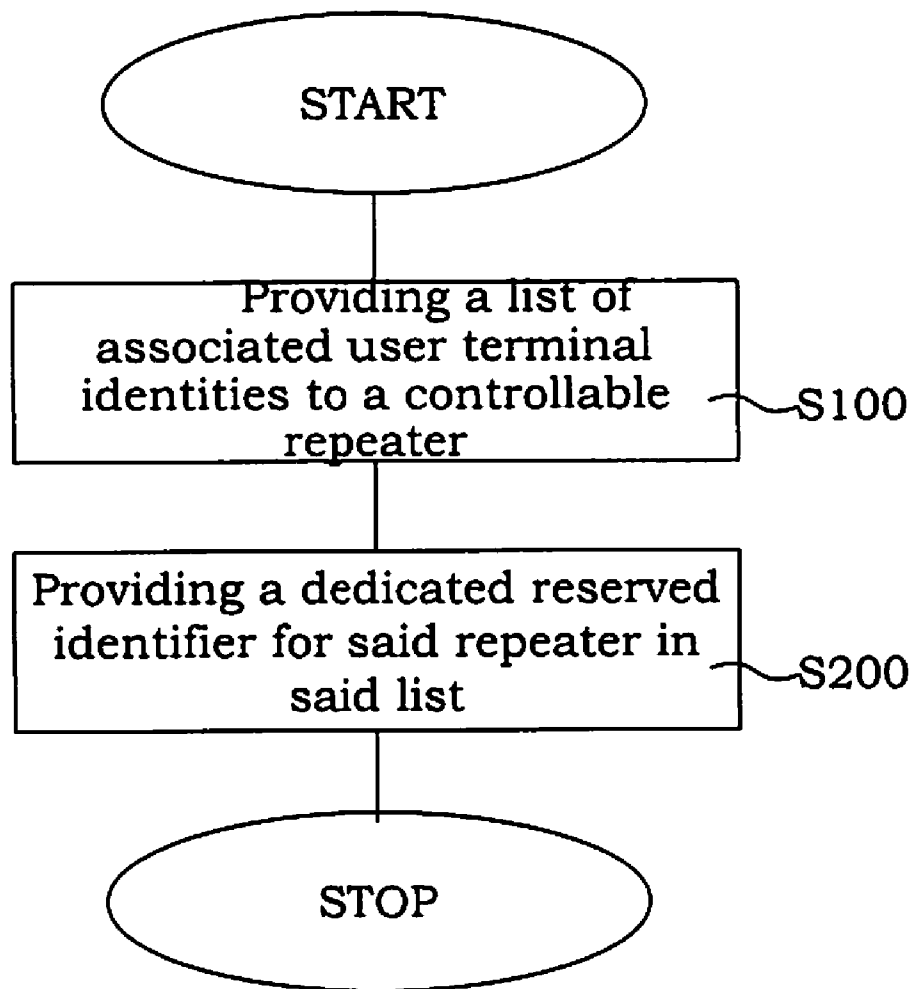 START
Providing a list of
associated user terminal
identities to a controllable
repeater
S100
Providing a dedicated reserved
identifier for said repeater in
said list
S200
STOP